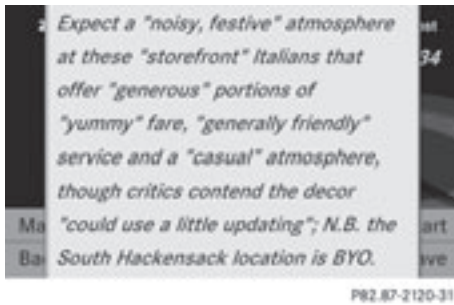 Expect a "noisy, festive" atmosphere
at these "storefront" Italians that
34
offer "generous" portions of
"yummy" fare, "generally friendly"
service and a "casual" atmosphere,
though critics contend the decor
"could use a little updating"; N.B. the
South Hackensack location is BYO.
P82.87-2120-31